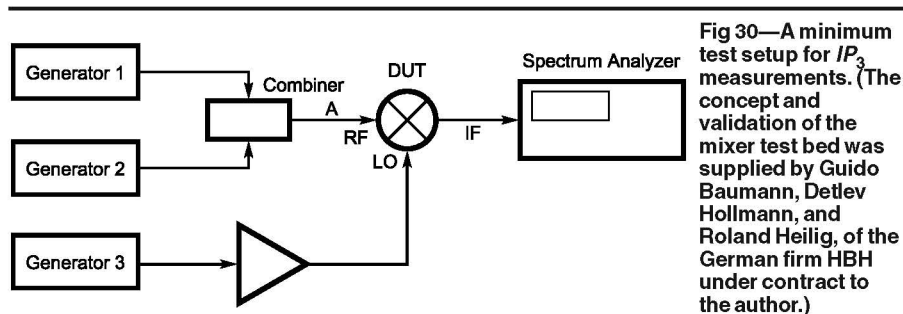 Generator 1
Combiner
DUT
Spectrum Analyzer
A
RF
IF
LO
Generator 2
Generator 3
Fig 30—A minimum
test setup for IP3
measurements. (The
concept and
validation of the
mixer test bed was
supplied by Guido
Baumann, Detlev
Hollmann, and
Roland Heilig, of the
German firm HBH
under contract to
the author.)